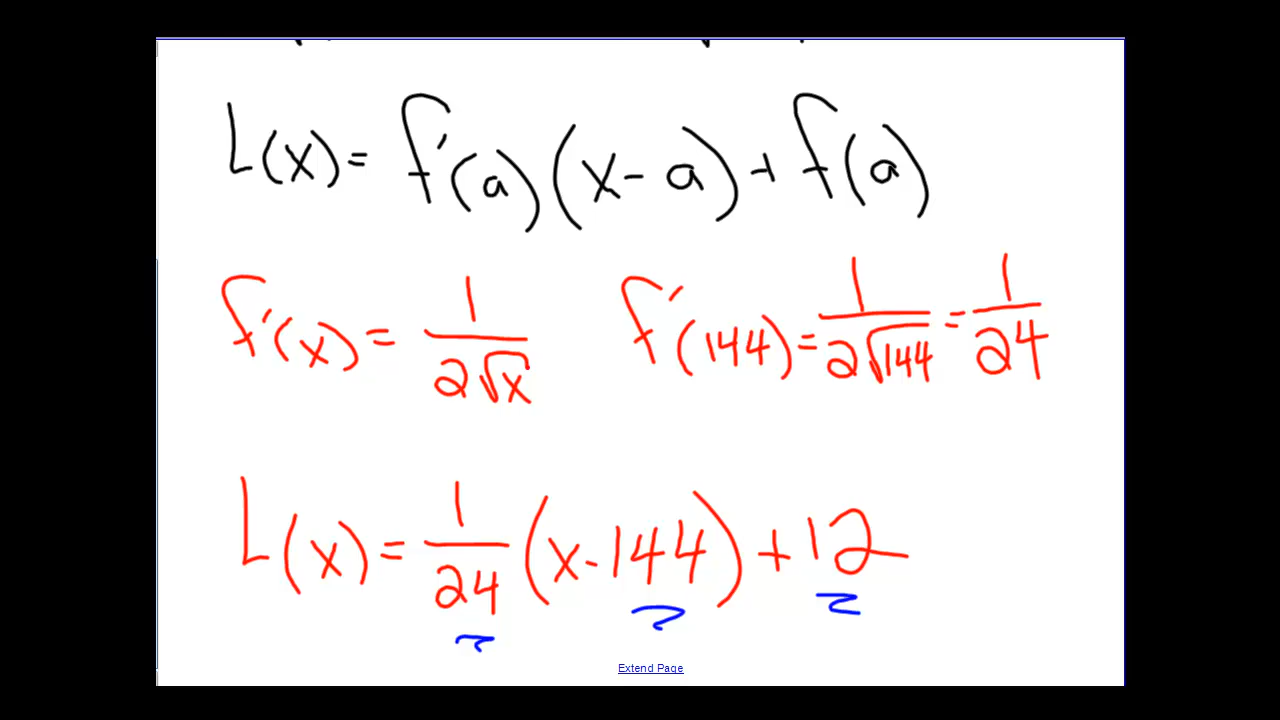 L(x)= f'(a)(x-a)+f(a)
f'(x)= 1/(2√x) f'(144)= 1/(2√144) = 1/24
L(x)= 1/24 (x-144)+12
Extend Page